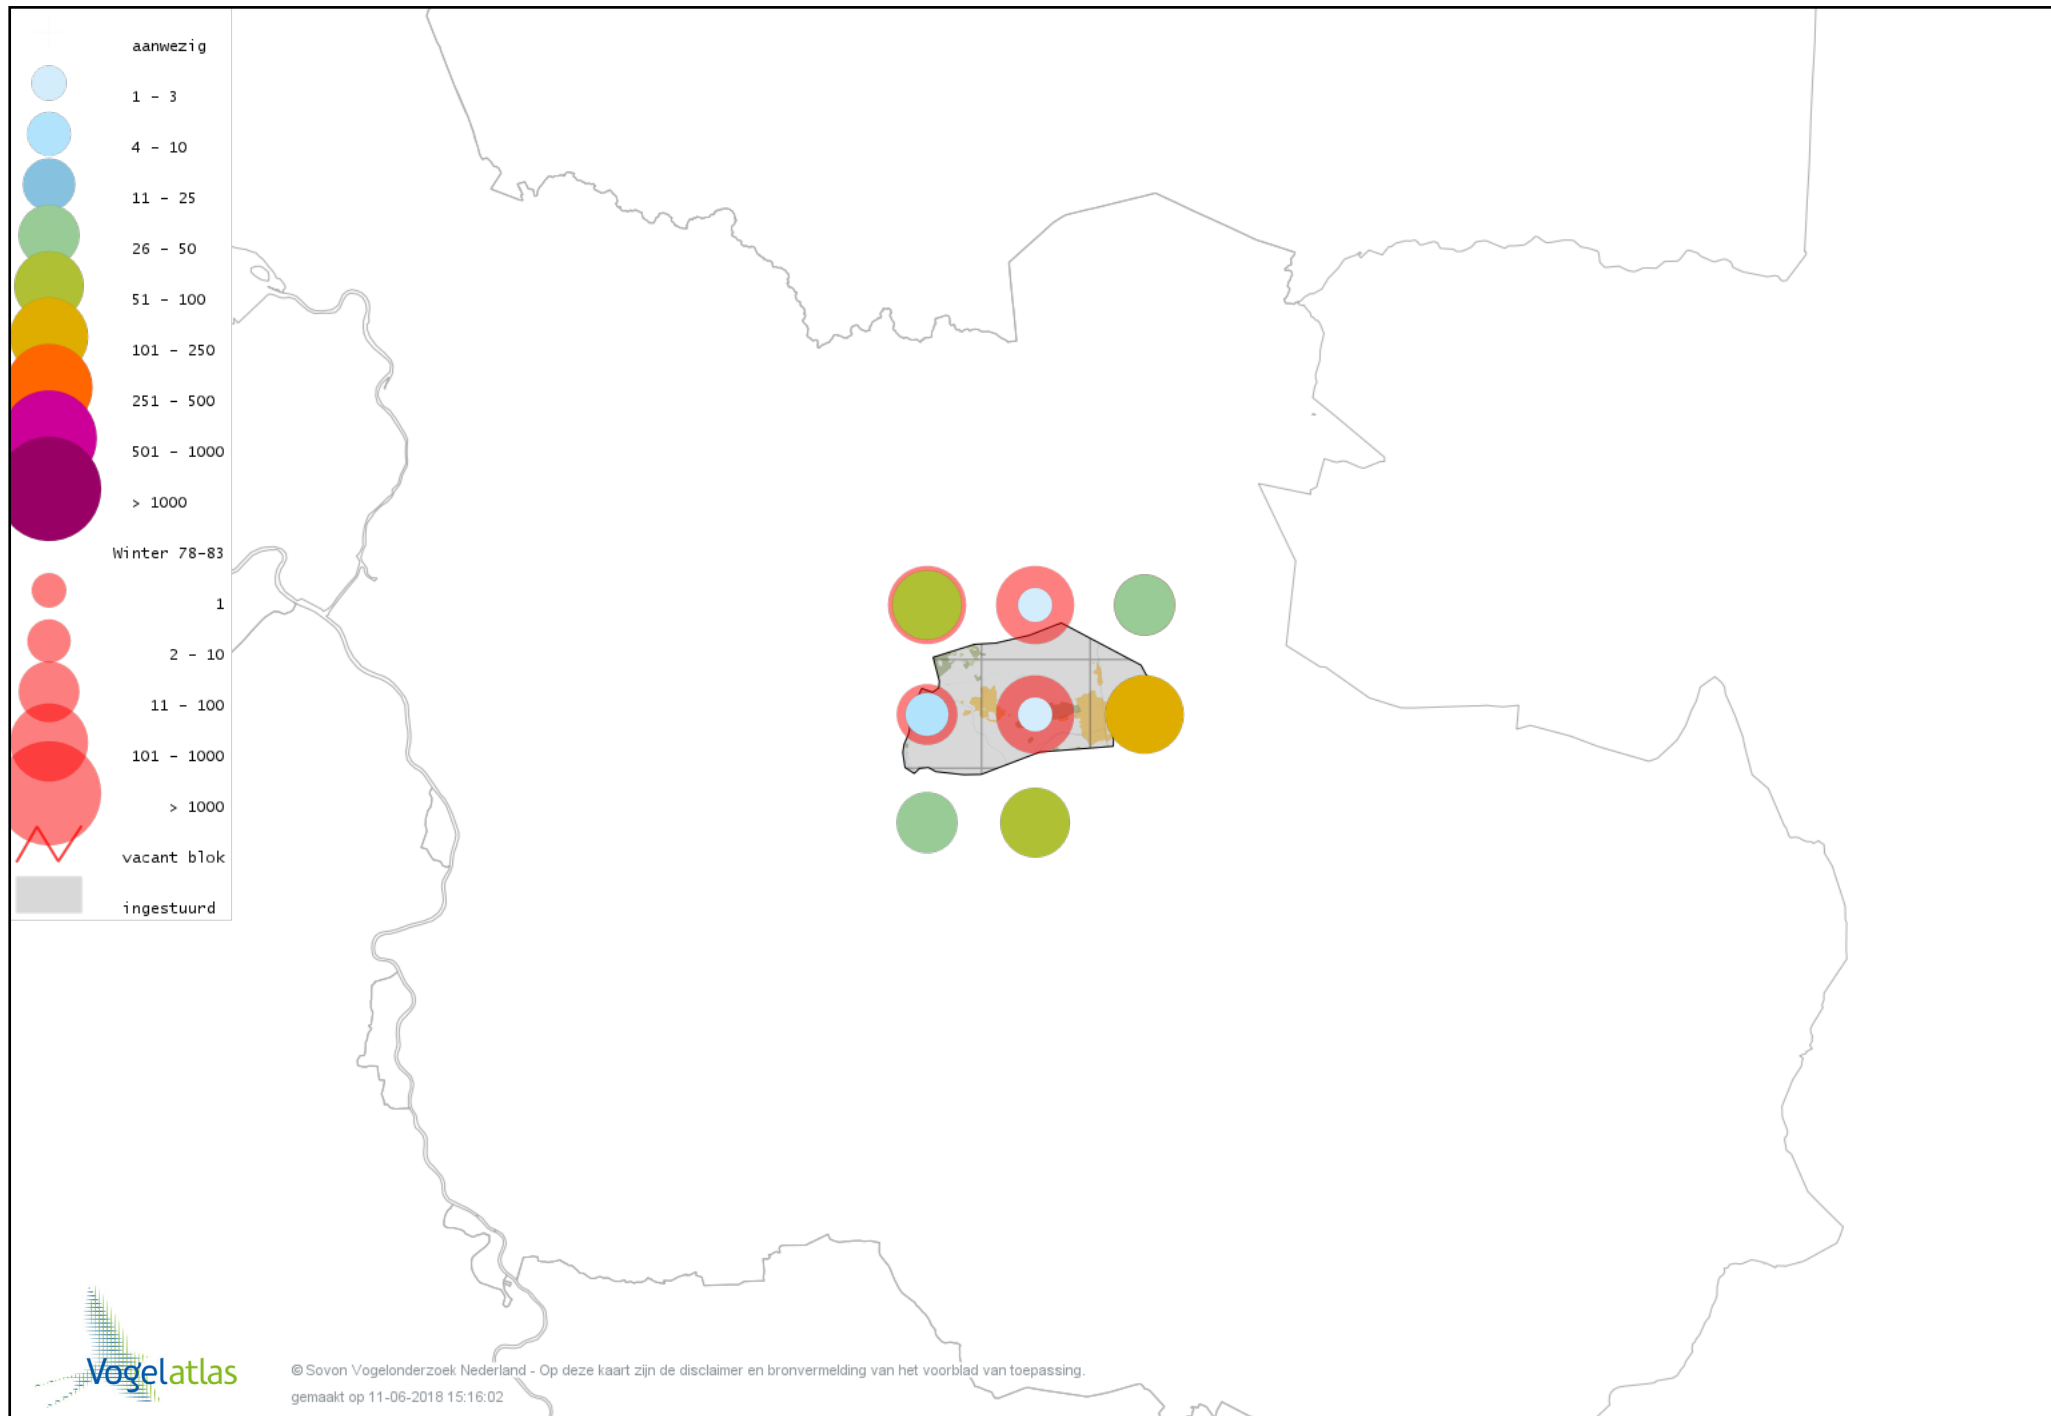 aanwezig
1 - 3
4 - 10
11 - 25
26 - 50
51 - 100
101 - 250
251 - 500
501 - 1000
> 1000
Winter 78-83
1
2 - 10
11 - 100
101 - 1000
> 1000
vacant blok
ingestuurd
Vogelatlas
© Sovon Vogelonderzoek Nederland - Op deze kaart zijn de disclaimer en bronvermelding van het voorblad van toepassing.
gemaakt op 11-06-2018 15:16:02